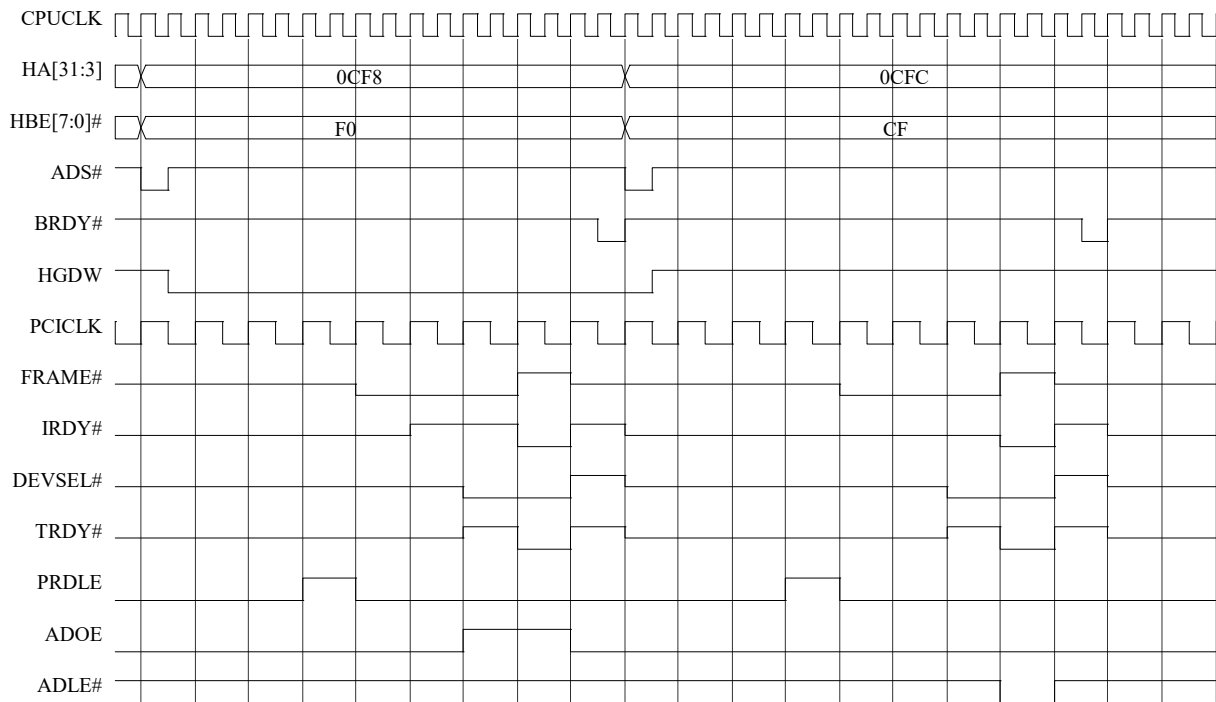 CPUCLK
HA[31:3] 0CF8 0CFC
HBE[7:0]# F0 CF
ADS#
BRDY#
HGDW
PCICLK
FRAME#
IRDY#
DEVSEL#
TRDY#
PRDLE
ADOE
ADLE#